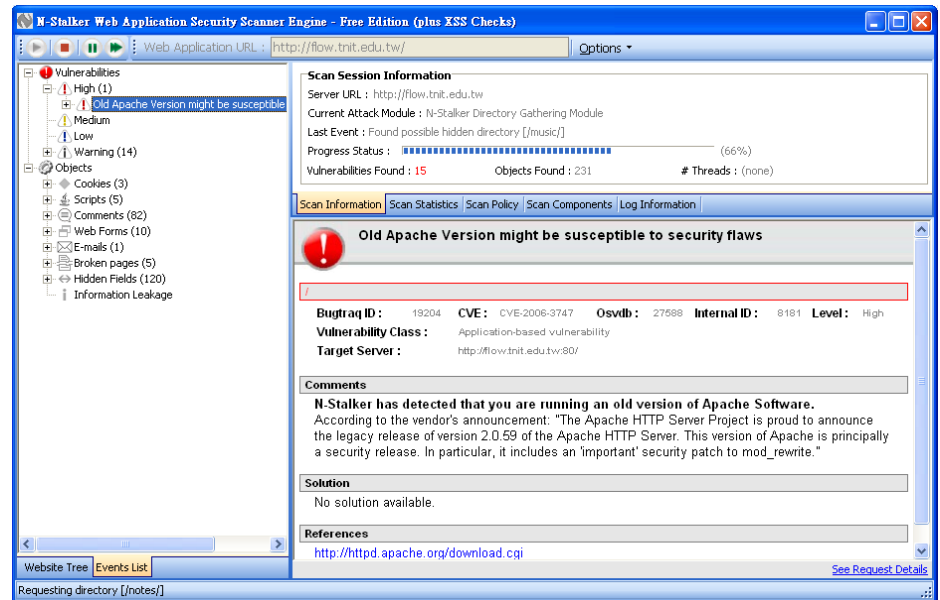 N-Stalker Web Application Security Scanner Engine - Free Edition (plus XSS Checks)
Web Application URL : http://flow.tnit.edu.tw/ Options
Vulnerabilities
High (1)
Old Apache Version might be susceptible
Medium
Low
Warning (14)
Objects
Cookies (3)
Scripts (5)
Comments (82)
Web Forms (10)
E-mails (1)
Broken pages (5)
Hidden Fields (120)
Information Leakage
Website Tree Events List
Scan Session Information
Server URL : http://flow.tnit.edu.tw
Current Attack Module : N-Stalker Directory Gathering Module
Last Event : Found possible hidden directory [/music/]
Progress Status : (66%)
Vulnerabilities Found : 15 Objects Found : 231 # Threads : (none)
Scan Information Scan Statistics Scan Policy Scan Components Log Information
Old Apache Version might be susceptible to security flaws
/
Bugtraq ID : 19204 CVE : CVE-2006-3747 Osvdb : 27588 Internal ID : 8181 Level : High
Vulnerability Class : Application-based vulnerability
Target Server : http://flow.tnit.edu.tw:80/
Comments
N-Stalker has detected that you are running an old version of Apache Software.
According to the vendor's announcement: "The Apache HTTP Server Project is proud to announce
the legacy release of version 2.0.59 of the Apache HTTP Server. This version of Apache is principally
a security release. In particular, it includes an 'important' security patch to mod_rewrite."
Solution
No solution available.
References
http://httpd.apache.org/download.cgi
See Request Details
Requesting directory [/notes/]